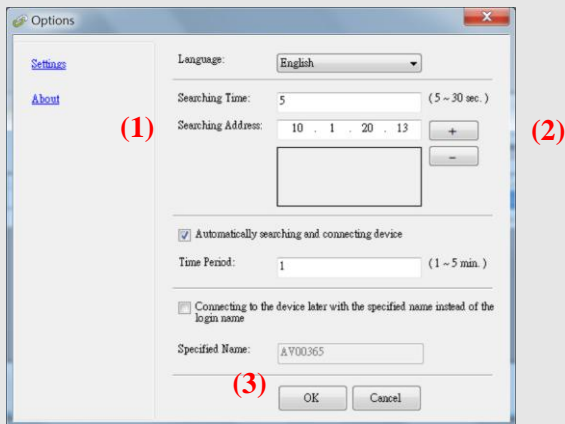 Options
Settings
About
Language:
English
Searching Time:
5
(5 ~ 30 sec.)
(1)
Searching Address:
10 . 1 . 20 . 13
+
(2)
−
Automatically searching and connecting device
Time Period:
1
(1 ~ 5 min.)
Connecting to the device later with the specified name instead of the
login name
Specified Name:
AV00365
(3)
OK
Cancel